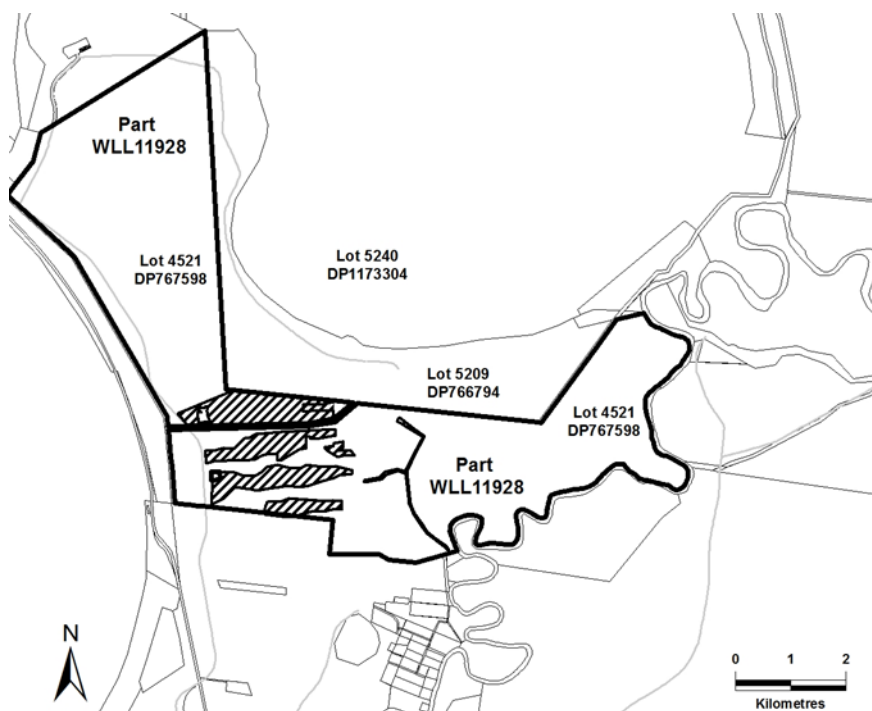 Part
WLL11928
Lot 4521
DP767598
Lot 5240
DP1173304
Lot 5209
DP766794
Lot 4521
DP767598
Part
WLL11928
N
0 1 2
Kilometres